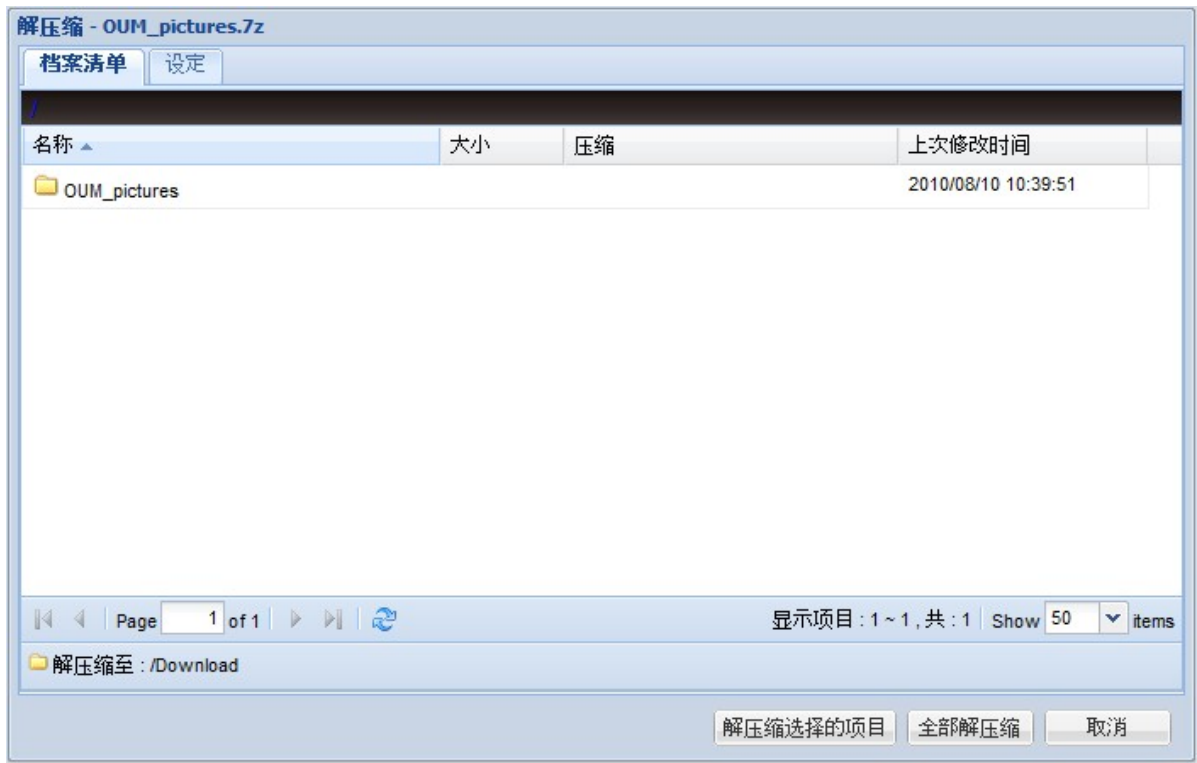 解压缩 - OUM_pictures.7z
档案清单 设定
/
名称 大小 压缩 上次修改时间
OUM_pictures 2010/08/10 10:39:51
Page 1 of 1 显示项目 : 1 ~ 1 , 共 : 1 Show 50 items
解压缩至 : /Download
解压缩选择的项目 全部解压缩 取消